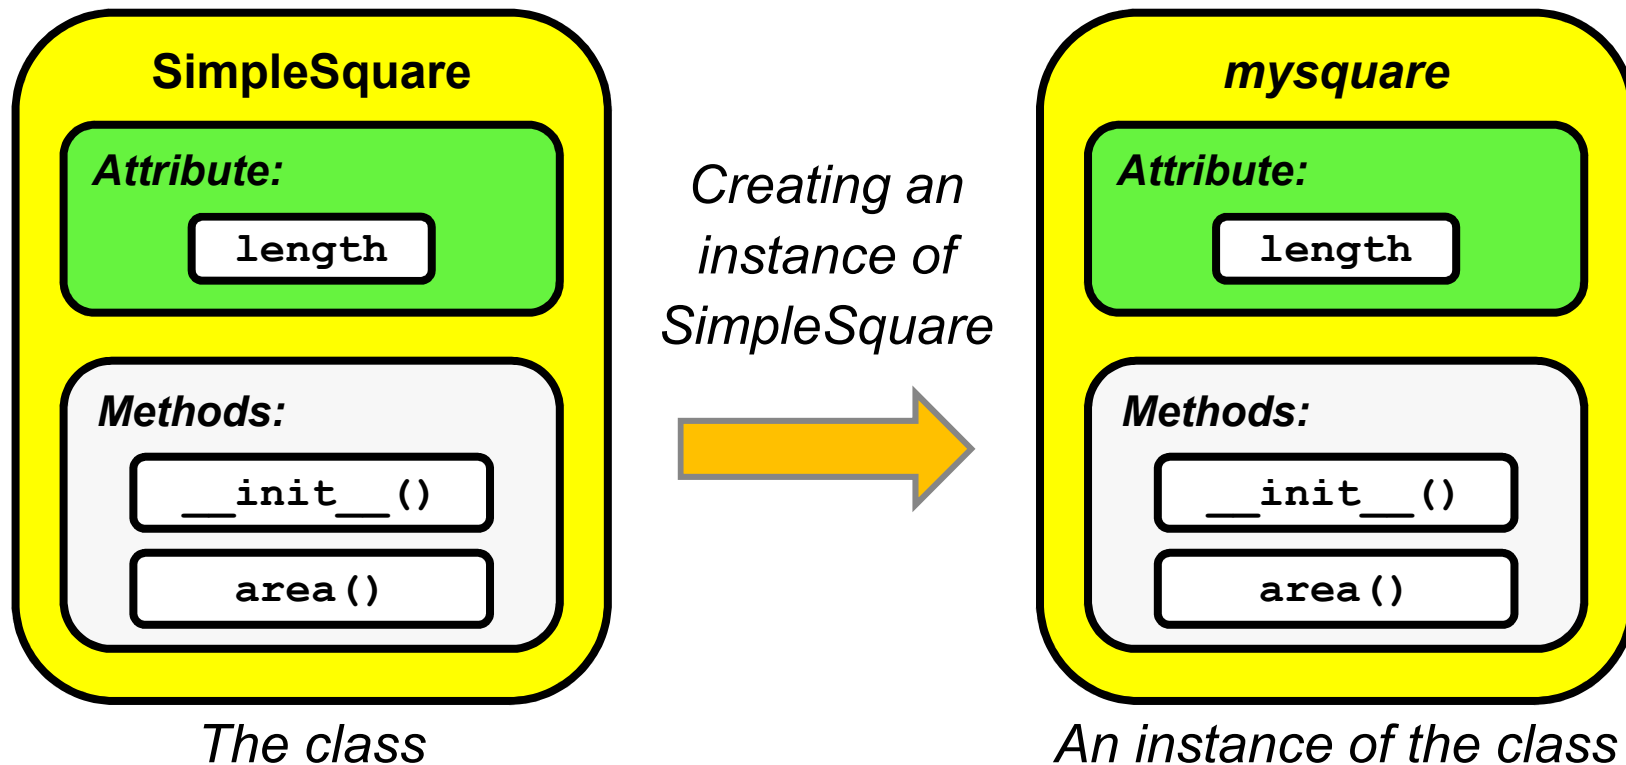 SimpleSquare
Attribute:
length
Methods:
__init__()
area()
The class
Creating an
instance of
SimpleSquare
mysquare
Attribute:
length
Methods:
__init__()
area()
An instance of the class